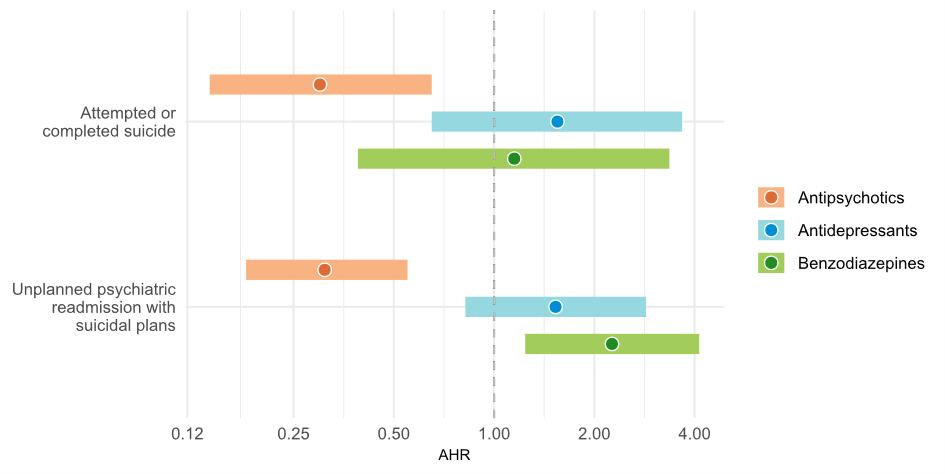 Attempted or
completed suicide
Unplanned psychiatric
readmission with
suicidal plans
0.12 0.25 0.50 1.00 2.00 4.00
AHR
Antipsychotics
Antidepressants
Benzodiazepines